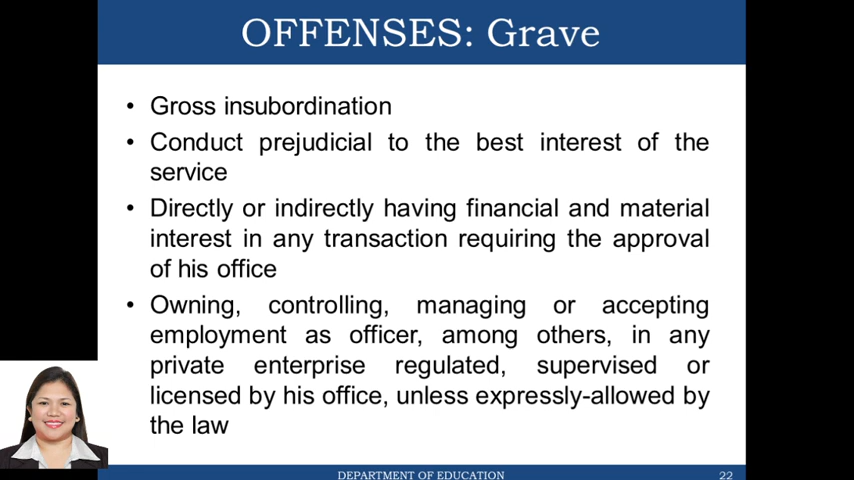 OFFENSES: Grave
• Gross insubordination
• Conduct prejudicial to the best interest of the
service
• Directly or indirectly having financial and material
interest in any transaction requiring the approval
of his office
• Owning, controlling, managing or accepting
employment as officer, among others, in any
private enterprise regulated, supervised or
licensed by his office, unless expressly-allowed by
the law
DEPARTMENT OF EDUCATION
22